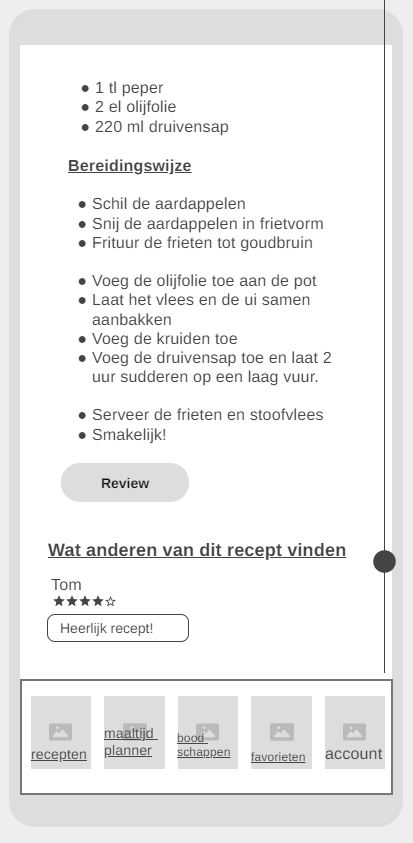 ● 1 tl peper
● 2 el olijfolie
● 220 ml druivensap
Bereidingswijze
● Schil de aardappelen
● Snij de aardappelen in frietvorm
● Frituur de frieten tot goudbruin
● Voeg de olijfolie toe aan de pot
● Laat het vlees en de ui samen
aanbakken
● Voeg de kruiden toe
● Voeg de druivensap toe en laat 2
uur sudderen op een laag vuur.
● Serveer de frieten en stoofvlees
● Smakelijk!
Review
Wat anderen van dit recept vinden
Tom
★★★★☆
Heerlijk recept!
recepten
maaltijd
planner
bood
schappen
favorieten
account